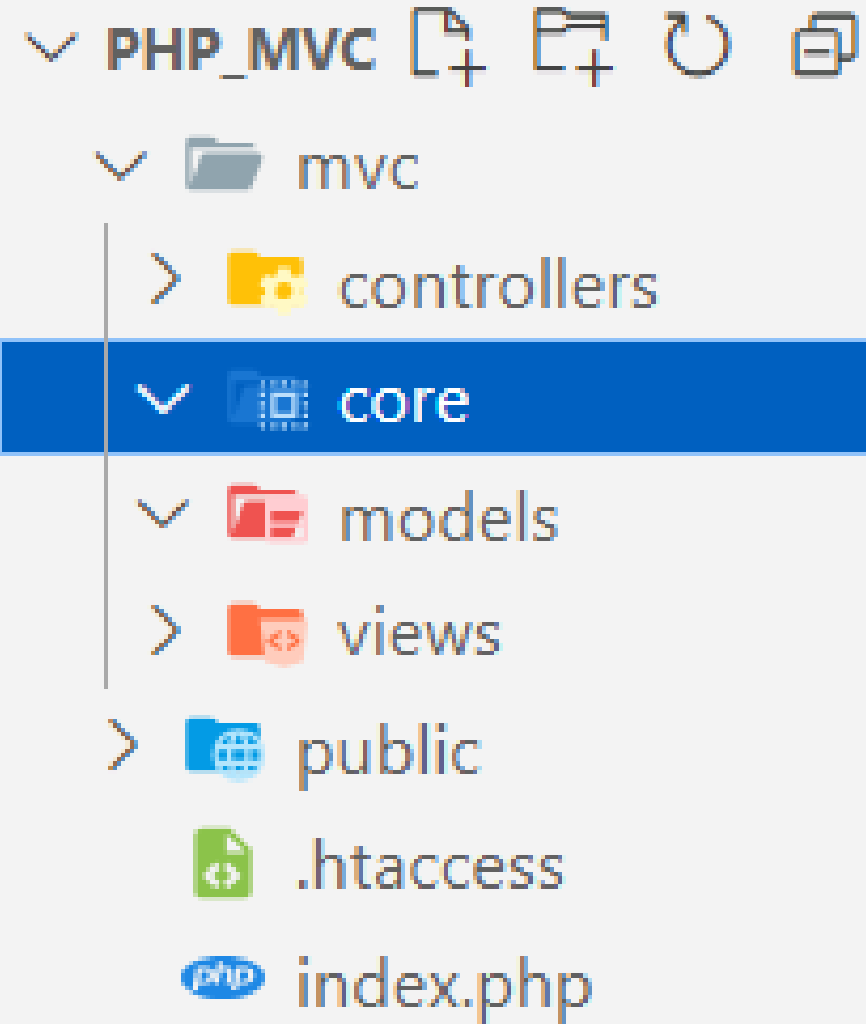 PHP_MVC
mvc
controllers
core
models
views
public
.htaccess
php index.php